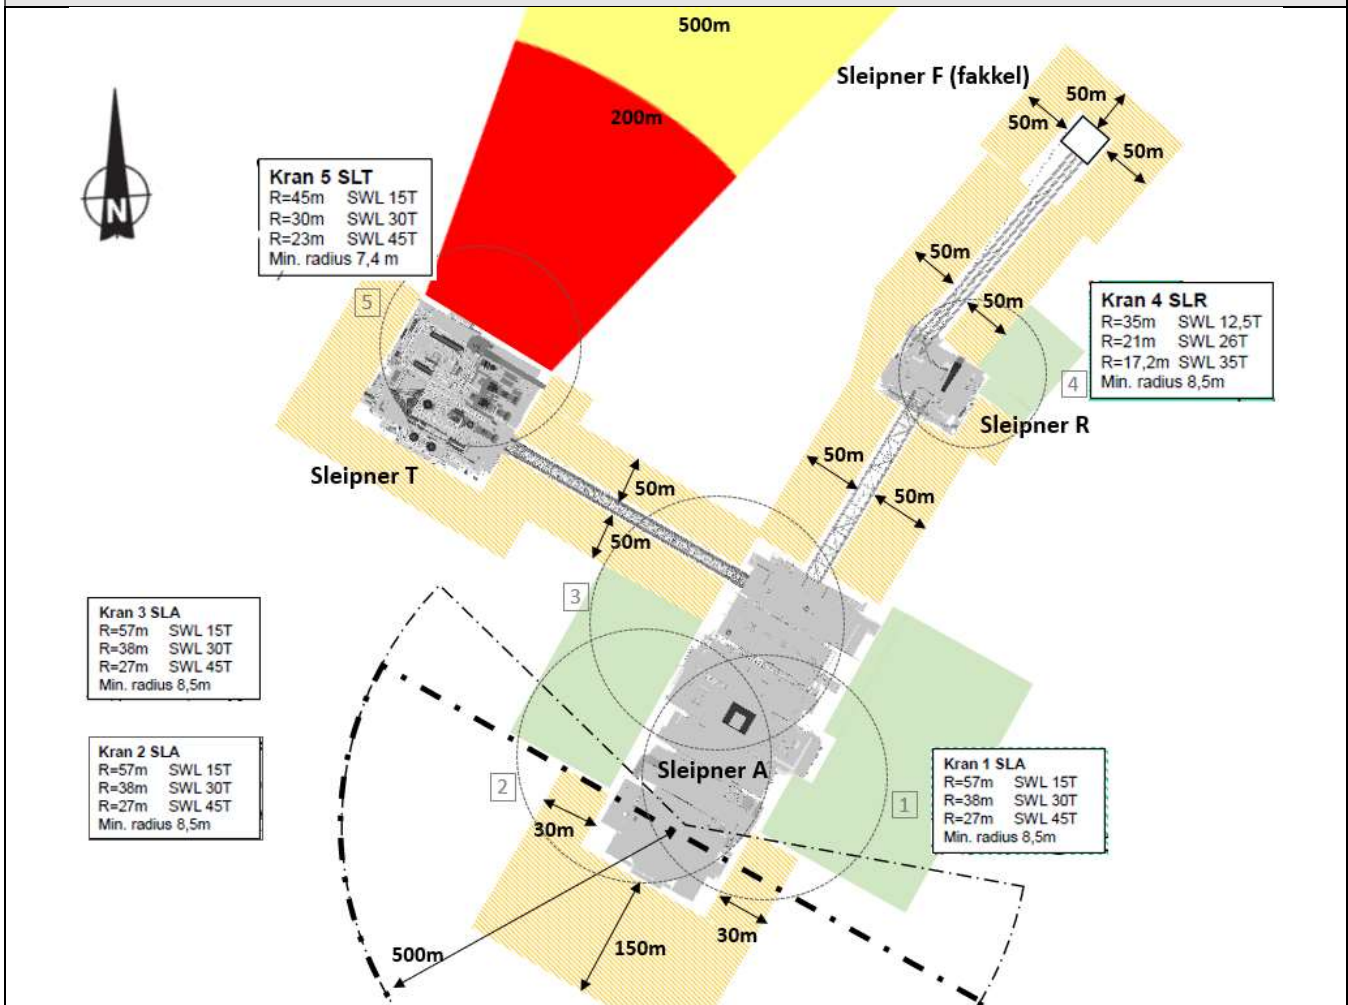 500m
Sleipner F (fakkel)
50m
50m
200m
50m
N
Kran 5 SLT
R=45m SWL 15T
R=30m SWL 30T
R=23m SWL 45T
Min. radius 7,4 m
50m
5
50m
Kran 4 SLR
R=35m SWL 12,5T
R=21m SWL 26T
R=17,2m SWL 35T
Min. radius 8,5m
4
Sleipner R
Sleipner T
50m
50m
50m
50m
3
Kran 3 SLA
R=57m SWL 15T
R=38m SWL 30T
R=27m SWL 45T
Min. radius 8,5m
Kran 2 SLA
R=57m SWL 15T
R=38m SWL 30T
R=27m SWL 45T
Min. radius 8,5m
Sleipner A
2
1
Kran 1 SLA
R=57m SWL 15T
R=38m SWL 30T
R=27m SWL 45T
Min. radius 8,5m
30m
30m
150m
500m